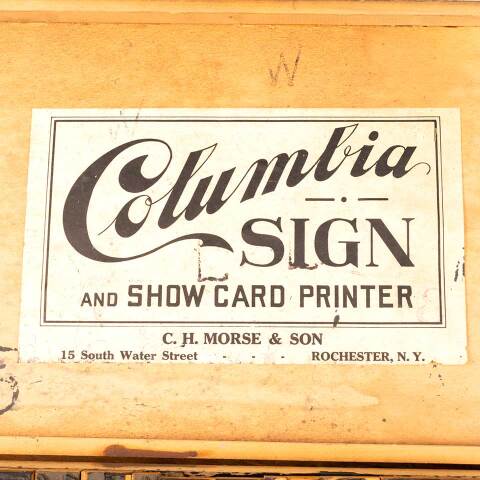 W
Columbia
SIGN
AND SHOW CARD PRINTER
C. H. MORSE & SON
15 South Water Street - - - ROCHESTER, N. Y.